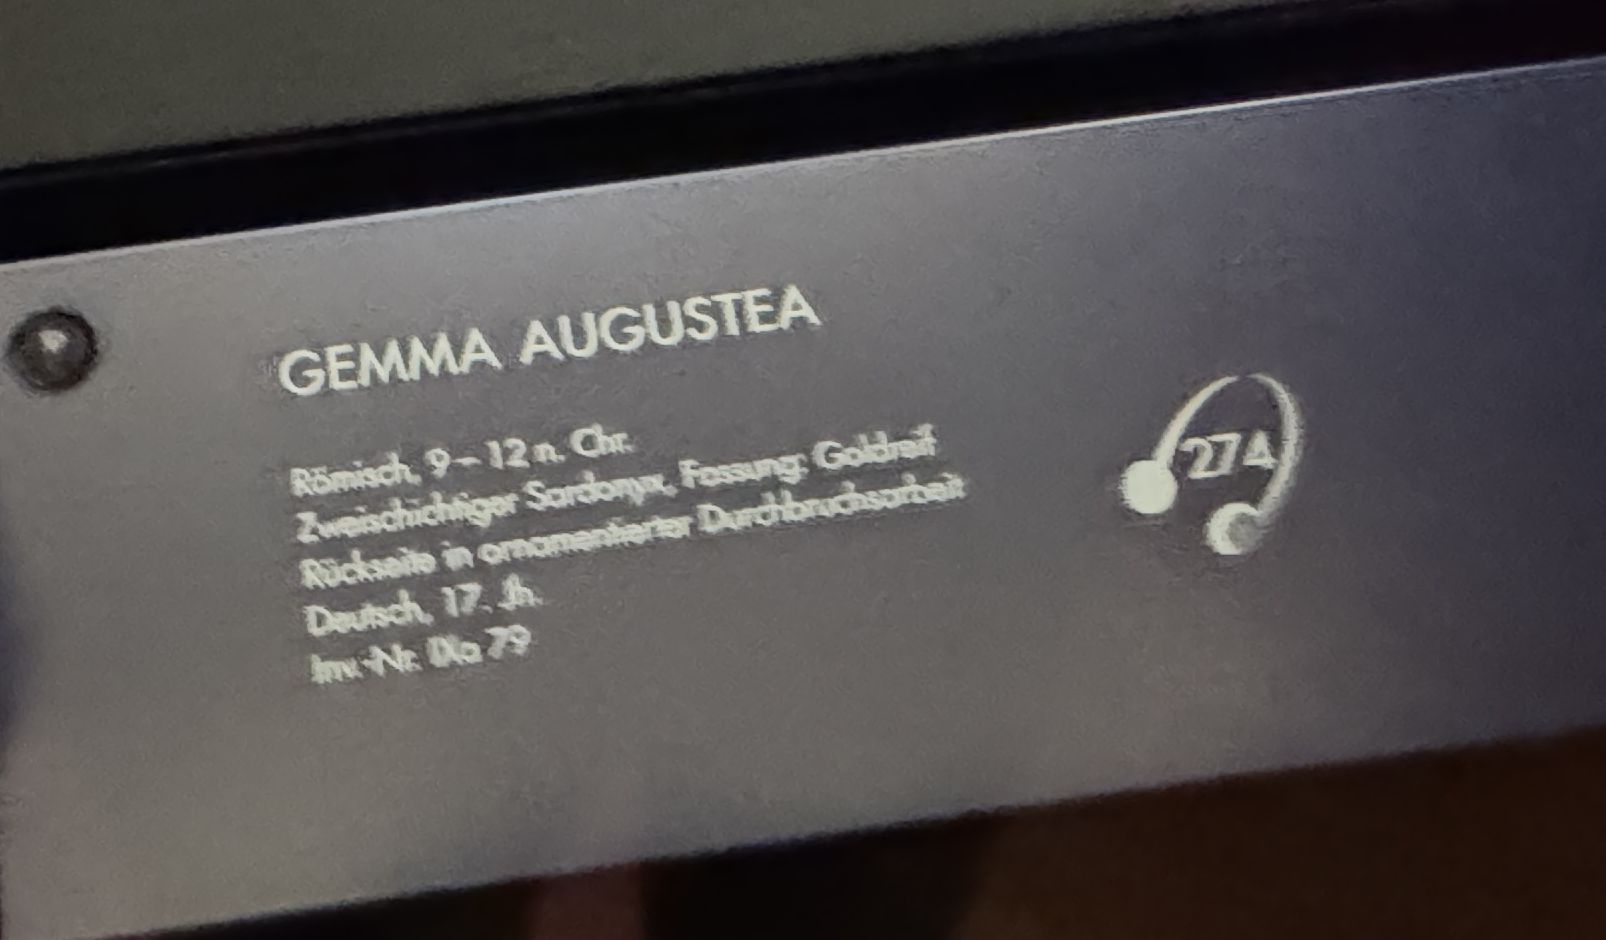 GEMMA AUGUSTEA
Römisch, 9 – 12 n. Chr.
Zweischichtiger Sardonyx, Fassung: Goldreif
Rückseite in ornamentierter Durchbruchsarbeit
Deutsch, 17. Jh.
Inv.-Nr. IXa 79
27A